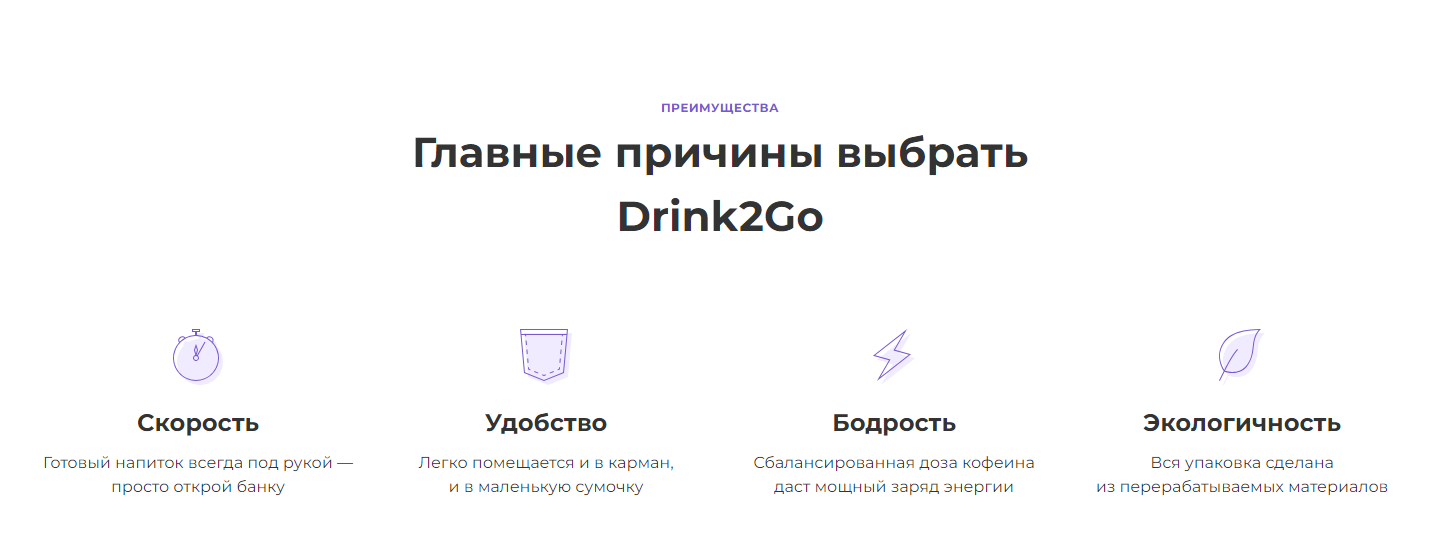 ПРЕИМУЩЕСТВА
Главные причины выбрать
Drink2Go
Скорость
Готовый напиток всегда под рукой —
просто открой банку
Удобство
Легко помещается и в карман,
и в маленькую сумочку
Бодрость
Сбалансированная доза кофеина
даст мощный заряд энергии
Экологичность
Вся упаковка сделана
из перерабатываемых материалов